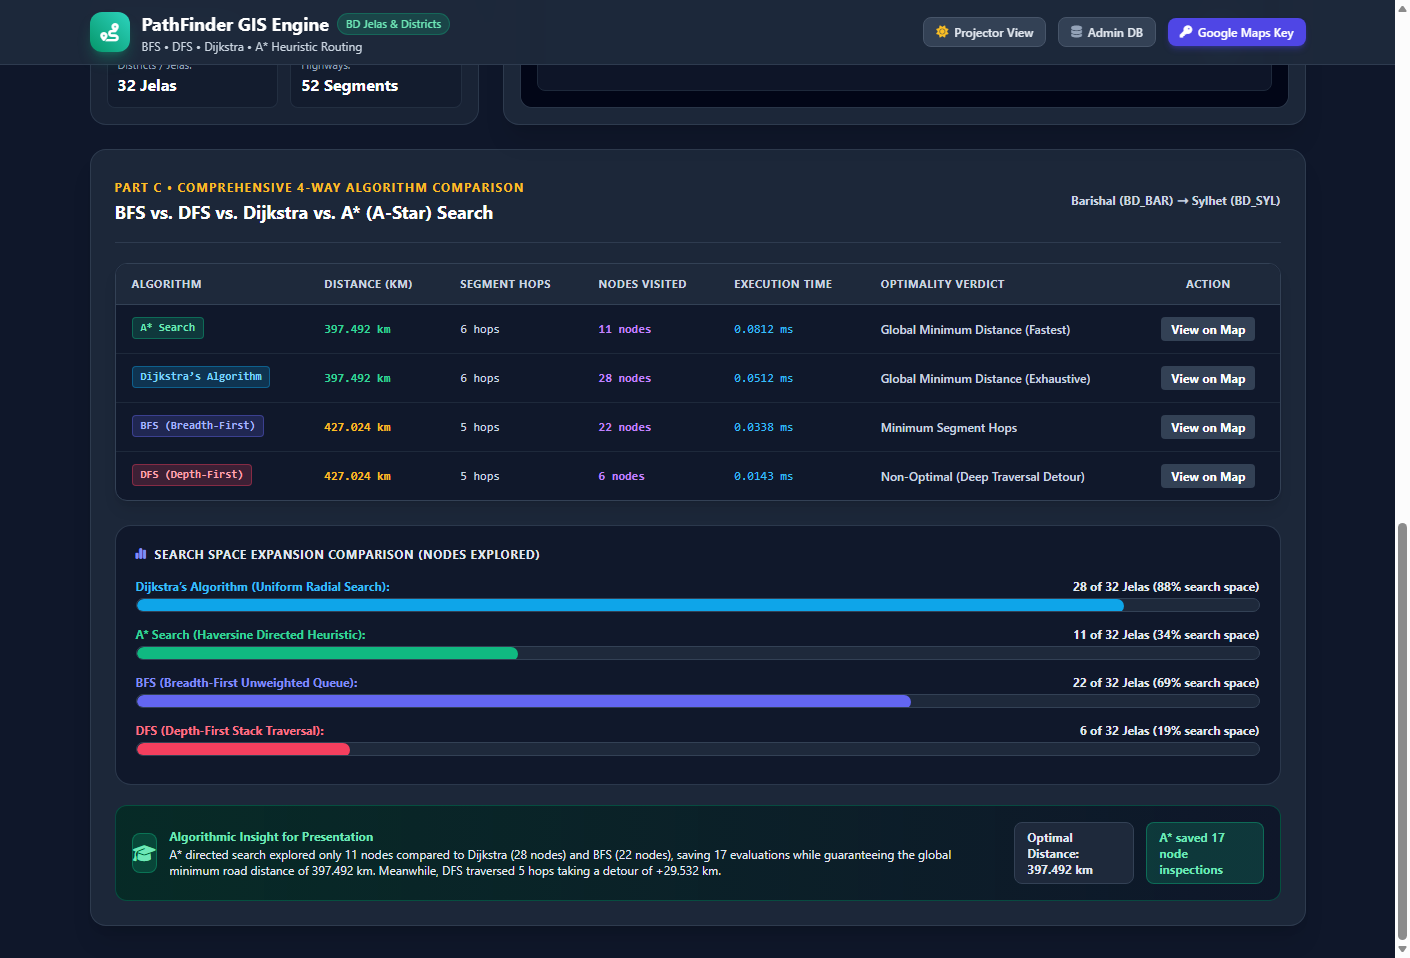 PathFinder GIS Engine
BD Jelas & Districts
BFS • DFS • Dijkstra • A* Heuristic Routing
Projector View
Admin DB
Google Maps Key
Districts / Jelas:
32 Jelas
Highways:
52 Segments
PART C • COMPREHENSIVE 4-WAY ALGORITHM COMPARISON
BFS vs. DFS vs. Dijkstra vs. A* (A-Star) Search
Barishal (BD_BAR) → Sylhet (BD_SYL)
ALGORITHM DISTANCE (KM) SEGMENT HOPS NODES VISITED EXECUTION TIME OPTIMALITY VERDICT ACTION
A* Search 397.492 km 6 hops 11 nodes 0.0812 ms Global Minimum Distance (Fastest) View on Map
Dijkstra’s Algorithm 397.492 km 6 hops 28 nodes 0.0512 ms Global Minimum Distance (Exhaustive) View on Map
BFS (Breadth-First) 427.024 km 5 hops 22 nodes 0.0338 ms Minimum Segment Hops View on Map
DFS (Depth-First) 427.024 km 5 hops 6 nodes 0.0143 ms Non-Optimal (Deep Traversal Detour) View on Map
SEARCH SPACE EXPANSION COMPARISON (NODES EXPLORED)
Dijkstra’s Algorithm (Uniform Radial Search): 28 of 32 Jelas (88% search space)
A* Search (Haversine Directed Heuristic): 11 of 32 Jelas (34% search space)
BFS (Breadth-First Unweighted Queue): 22 of 32 Jelas (69% search space)
DFS (Depth-First Stack Traversal): 6 of 32 Jelas (19% search space)
Algorithmic Insight for Presentation
A* directed search explored only 11 nodes compared to Dijkstra (28 nodes) and BFS (22 nodes), saving 17 evaluations while guaranteeing the global
minimum road distance of 397.492 km. Meanwhile, DFS traversed 5 hops taking a detour of +29.532 km.
Optimal
Distance:
397.492 km
A* saved 17
node
inspections